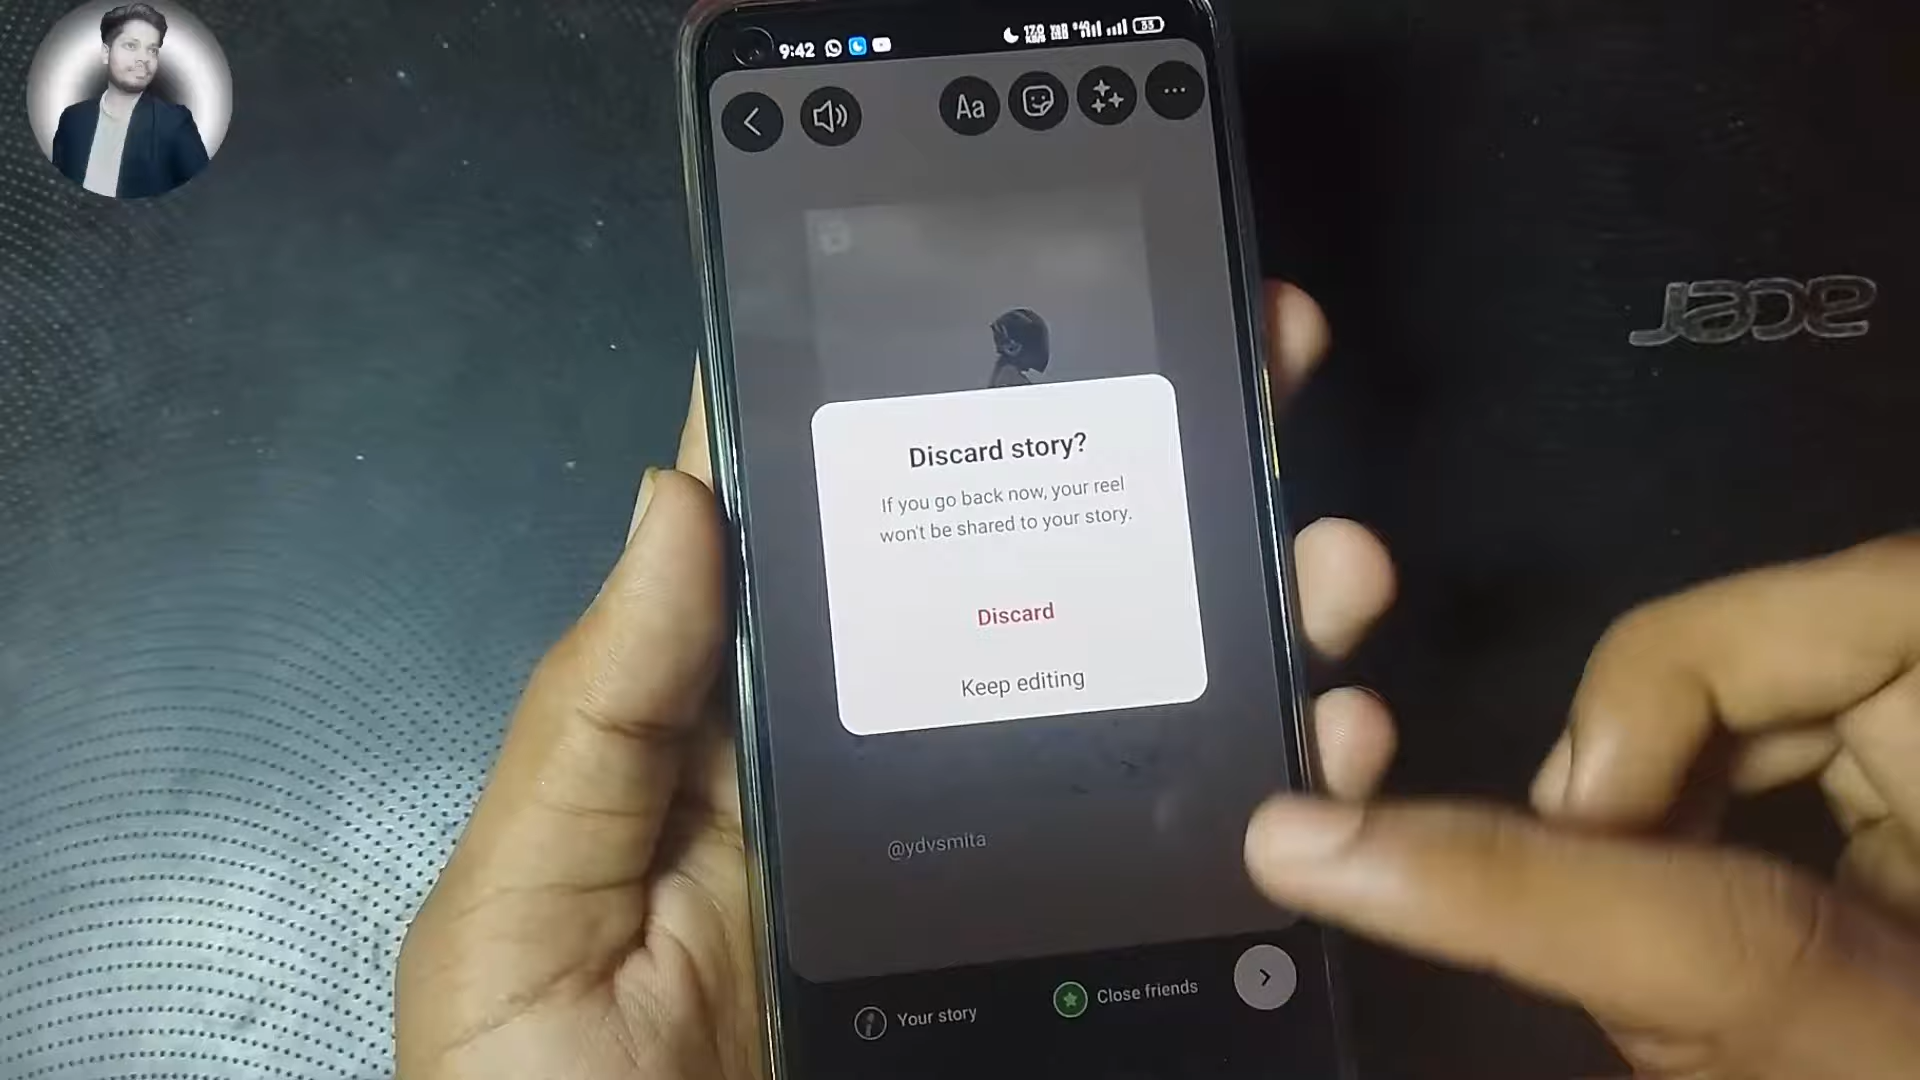 9:42
53
Aa
acer
Discard story?
If you go back now, your reel
won't be shared to your story.
Discard
Keep editing
@ydvsmita
Your story
Close friends